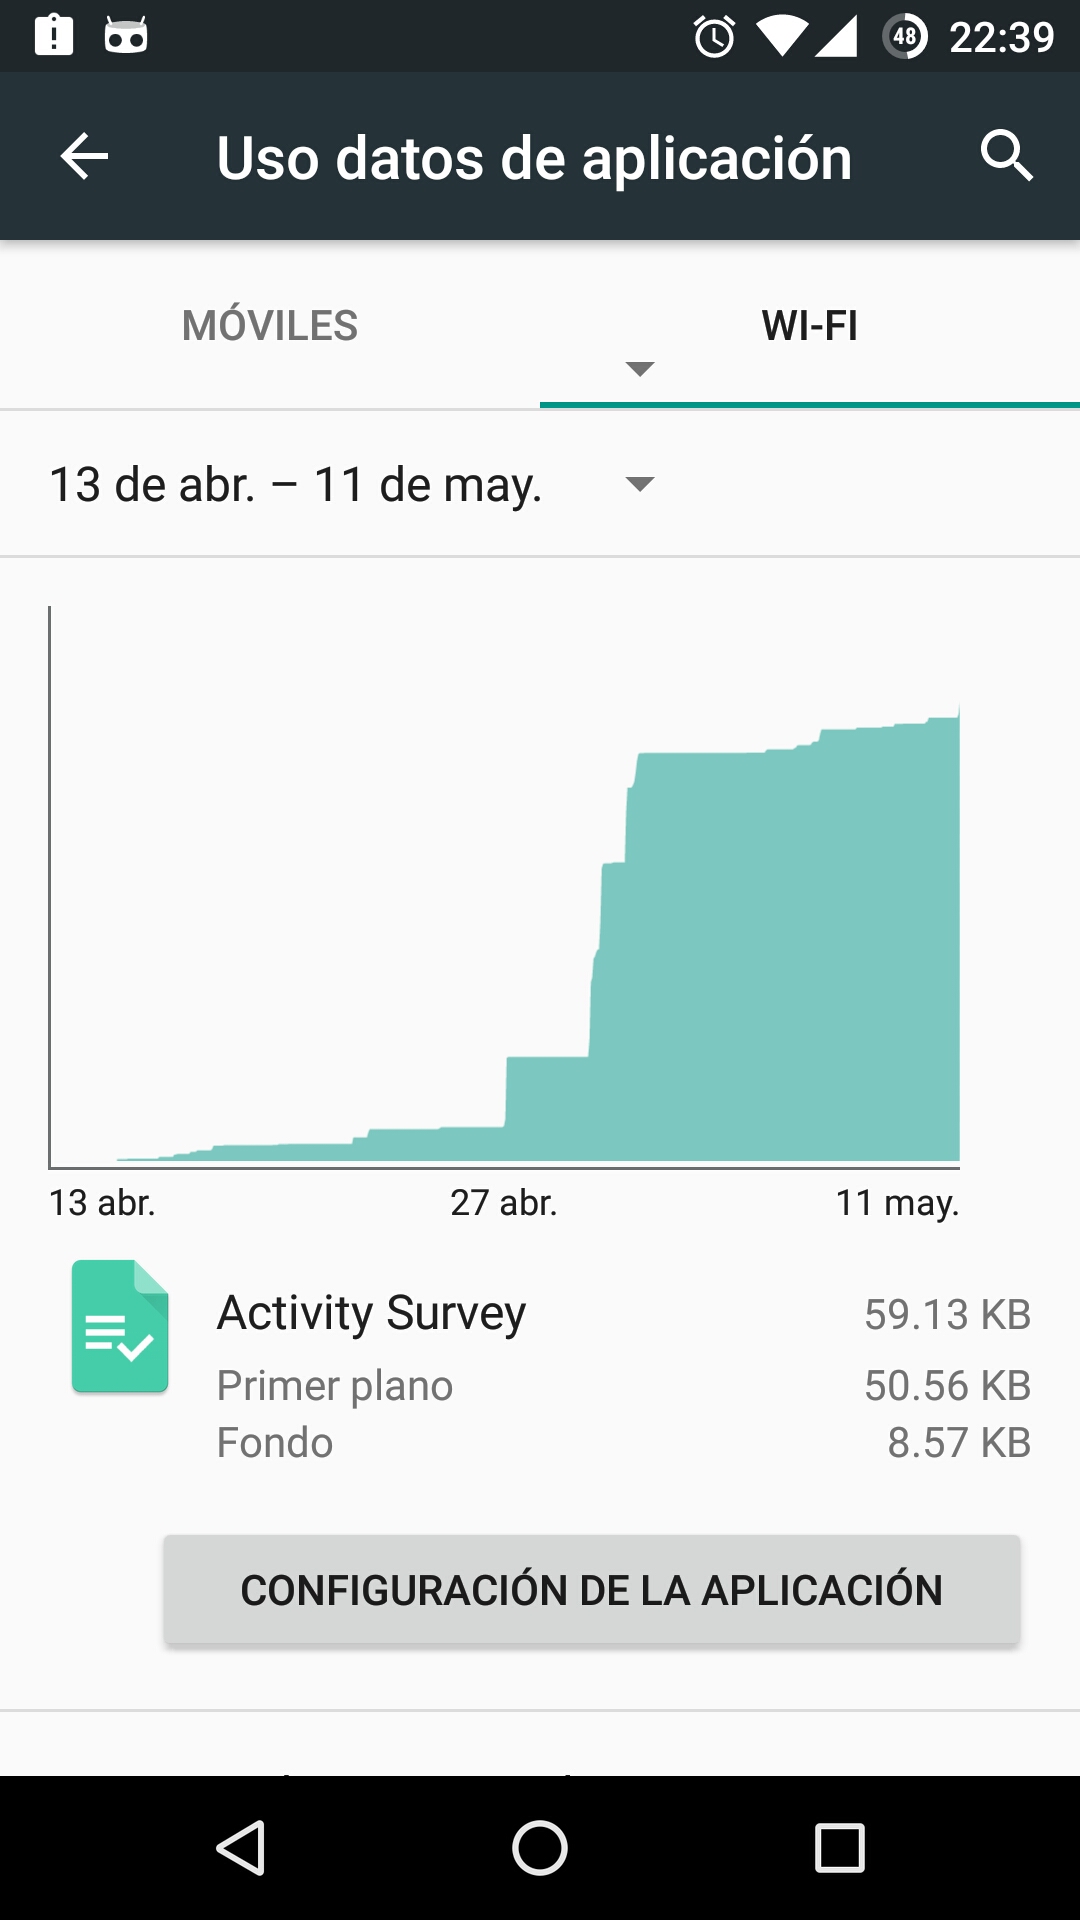 48 22:39
Uso datos de aplicación
MÓVILES WI-FI
13 de abr. – 11 de may.
13 abr. 27 abr. 11 may.
Activity Survey 59.13 KB
Primer plano 50.56 KB
Fondo 8.57 KB
CONFIGURACIÓN DE LA APLICACIÓN